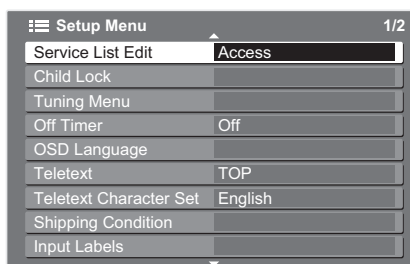 Setup Menu 1/2
Service List Edit Access
Child Lock
Tuning Menu
Off Timer Off
OSD Language
Teletext TOP
Teletext Character Set English
Shipping Condition
Input Labels